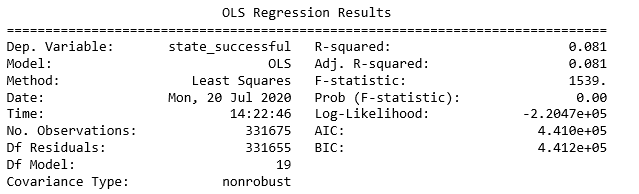 OLS Regression Results
==============================================================================
Dep. Variable: state_successful R-squared: 0.081
Model: OLS Adj. R-squared: 0.081
Method: Least Squares F-statistic: 1539.
Date: Mon, 20 Jul 2020 Prob (F-statistic): 0.00
Time: 14:22:46 Log-Likelihood: -2.2047e+05
No. Observations: 331675 AIC: 4.410e+05
Df Residuals: 331655 BIC: 4.412e+05
Df Model: 19
Covariance Type: nonrobust